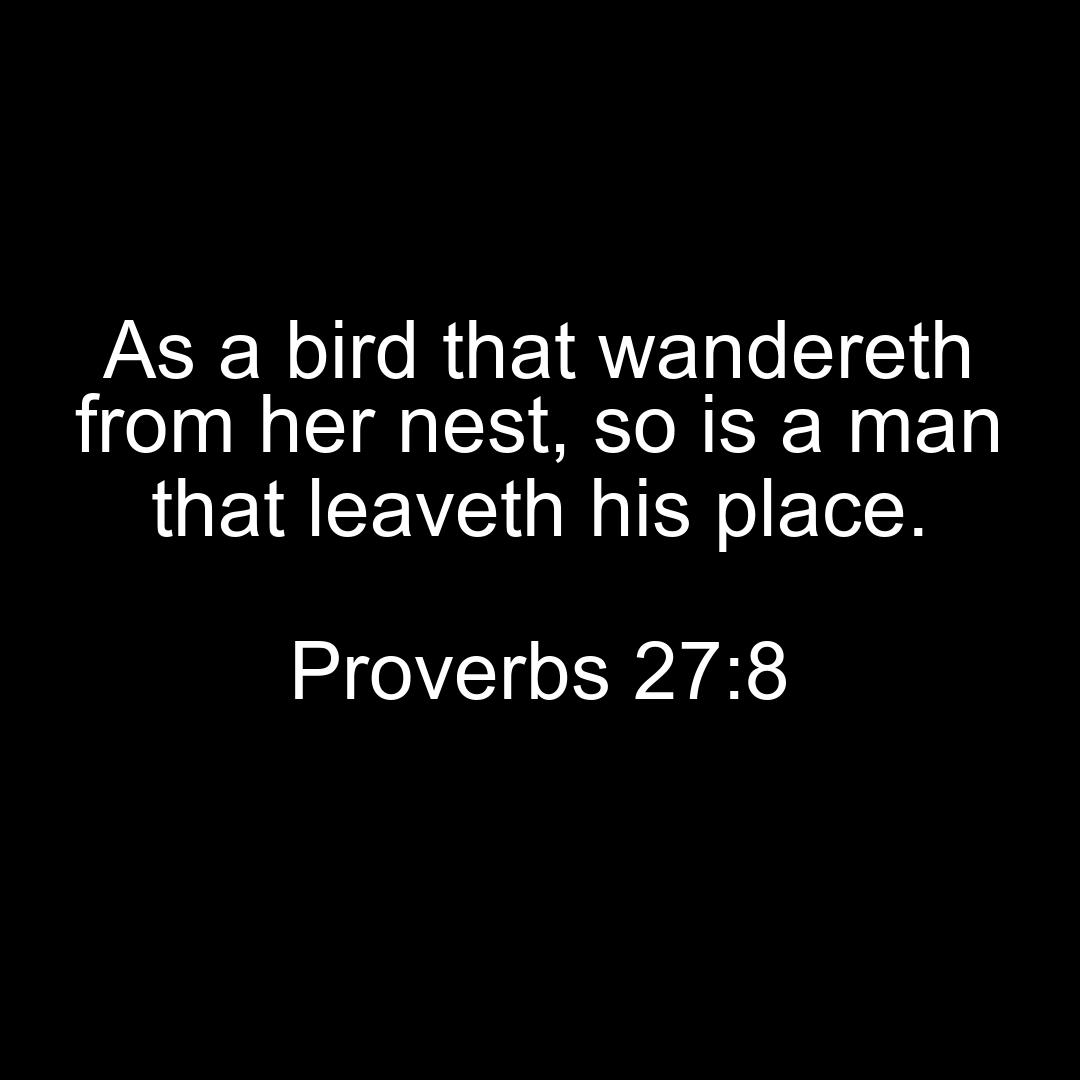 As a bird that wandereth
from her nest, so is a man
that leaveth his place.
Proverbs 27:8